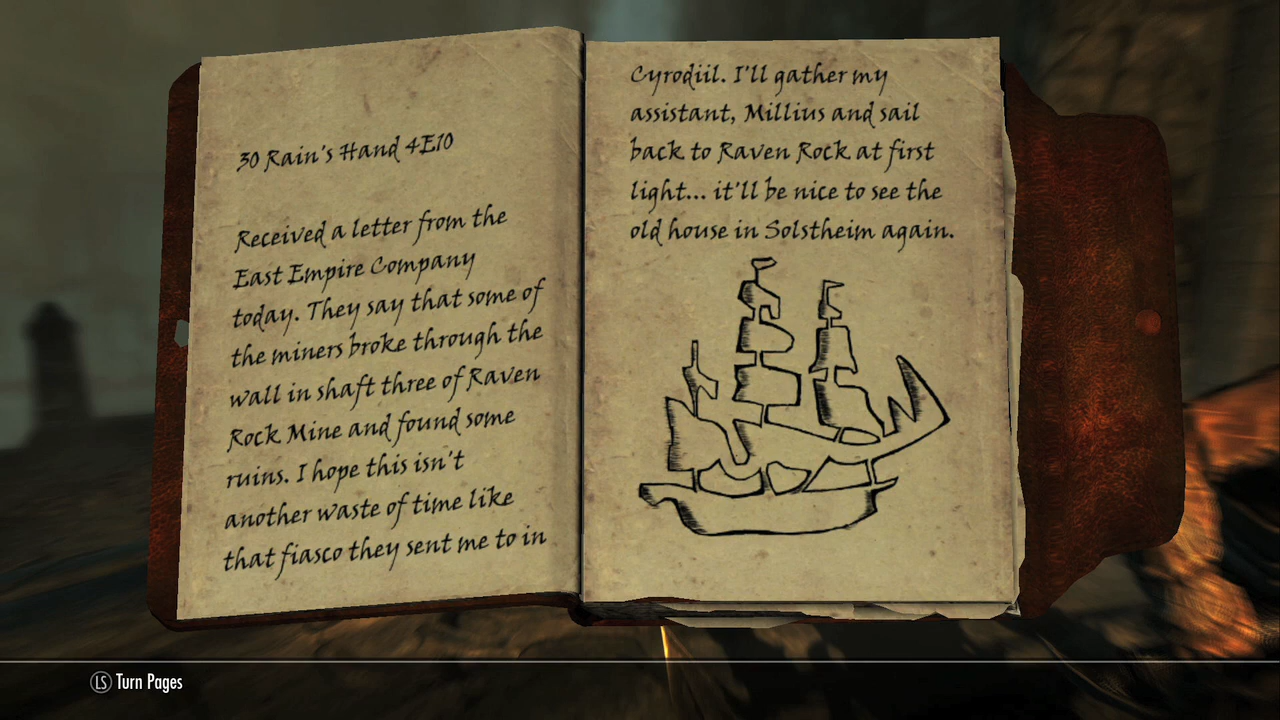 30 Rain's Hand 4E10
Received a letter from the
East Empire Company
today. They say that some of
the miners broke through the
wall in shaft three of Raven
Rock Mine and found some
ruins. I hope this isn't
another waste of time like
that fiasco they sent me to in
Cyrodiil. I'll gather my
assistant, Millius and sail
back to Raven Rock at first
light... it'll be nice to see the
old house in Solstheim again.
LS Turn Pages